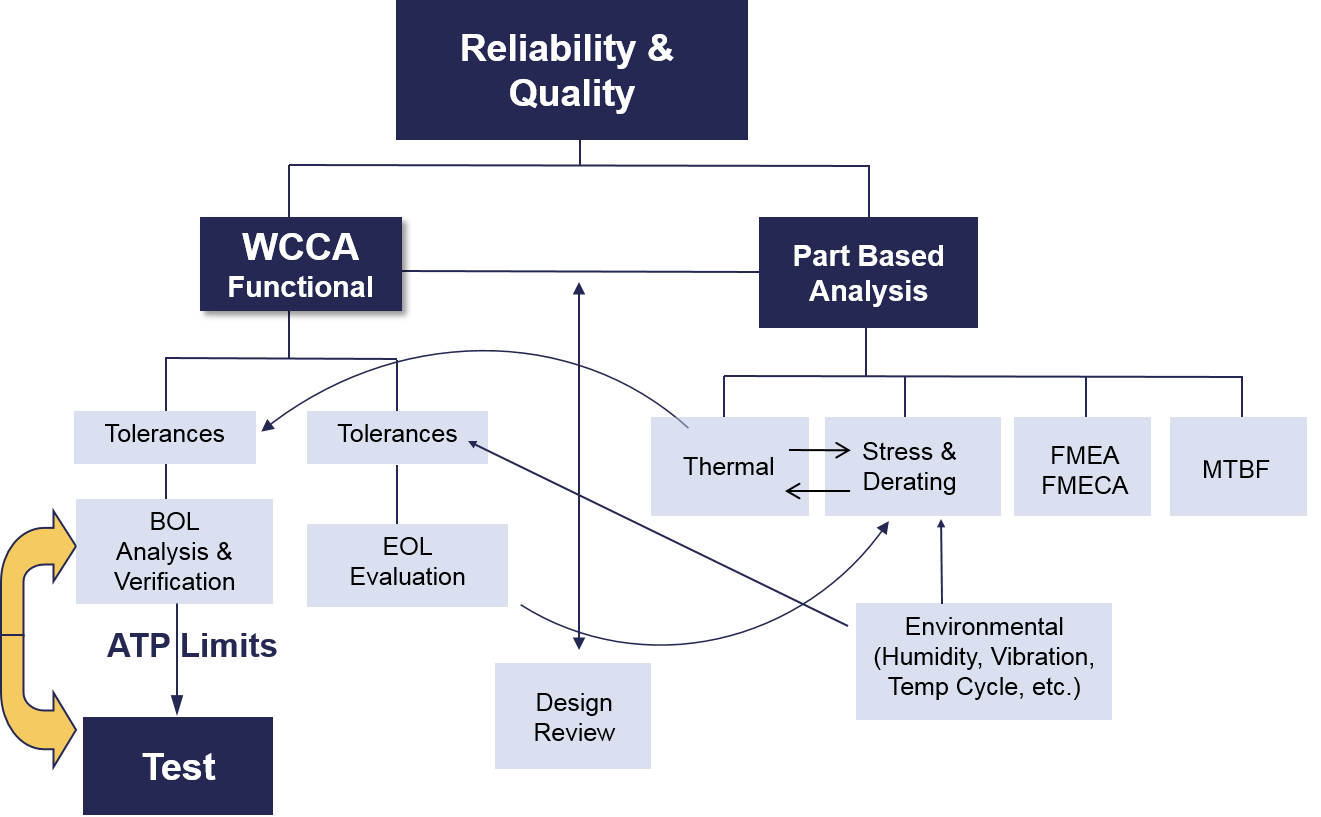 Reliability &
Quality
WCCA
Functional
Part Based
Analysis
Tolerances
Tolerances
Thermal
Stress &
Derating
FMEA
FMECA
MTBF
BOL
Analysis &
Verification
EOL
Evaluation
ATP Limits
Environmental
(Humidity, Vibration,
Temp Cycle, etc.)
Design
Review
Test